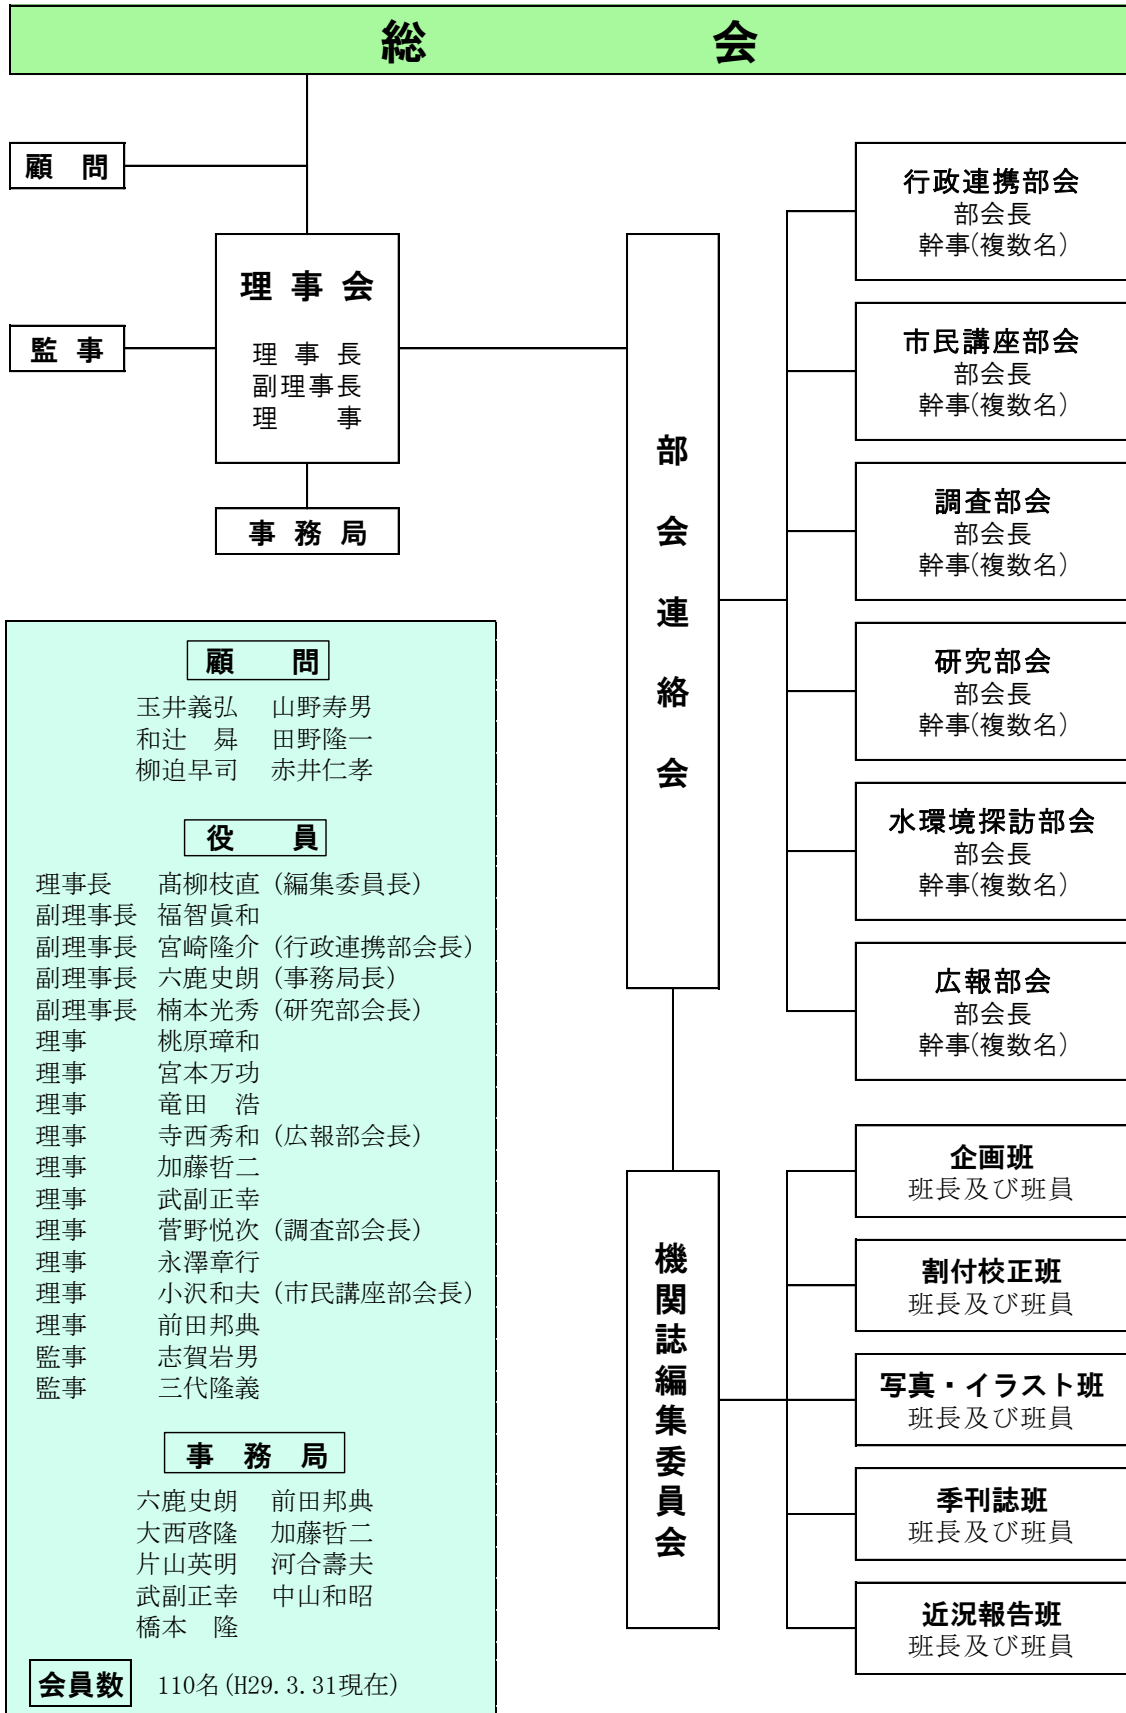 総 会
顧 問
監 事
理 事 会
理 事 長
副理事長
理 事
事 務 局
部会連絡会
行政連携部会
部会長
幹事(複数名)
市民講座部会
部会長
幹事(複数名)
調査部会
部会長
幹事(複数名)
研究部会
部会長
幹事(複数名)
水環境探訪部会
部会長
幹事(複数名)
広報部会
部会長
幹事(複数名)
機関誌編集委員会
企画班
班長及び班員
割付校正班
班長及び班員
写真・イラスト班
班長及び班員
季刊誌班
班長及び班員
近況報告班
班長及び班員
顧 問
玉井義弘 山野寿男
和辻 曻 田野隆一
柳迫早司 赤井仁孝
役 員
理事長 髙柳枝直 (編集委員長)
副理事長 福智眞和
副理事長 宮崎隆介 (行政連携部会長)
副理事長 六鹿史朗 (事務局長)
副理事長 楠本光秀 (研究部会長)
理事 桃原璋和
理事 宮本万功
理事 竜田 浩
理事 寺西秀和 (広報部会長)
理事 加藤哲二
理事 武副正幸
理事 菅野悦次 (調査部会長)
理事 永澤章行
理事 小沢和夫 (市民講座部会長)
理事 前田邦典
監事 志賀岩男
監事 三代隆義
事 務 局
六鹿史朗 前田邦典
大西啓隆 加藤哲二
片山英明 河合壽夫
武副正幸 中山和昭
橋本 隆
会員数 110名(H29.3.31現在)